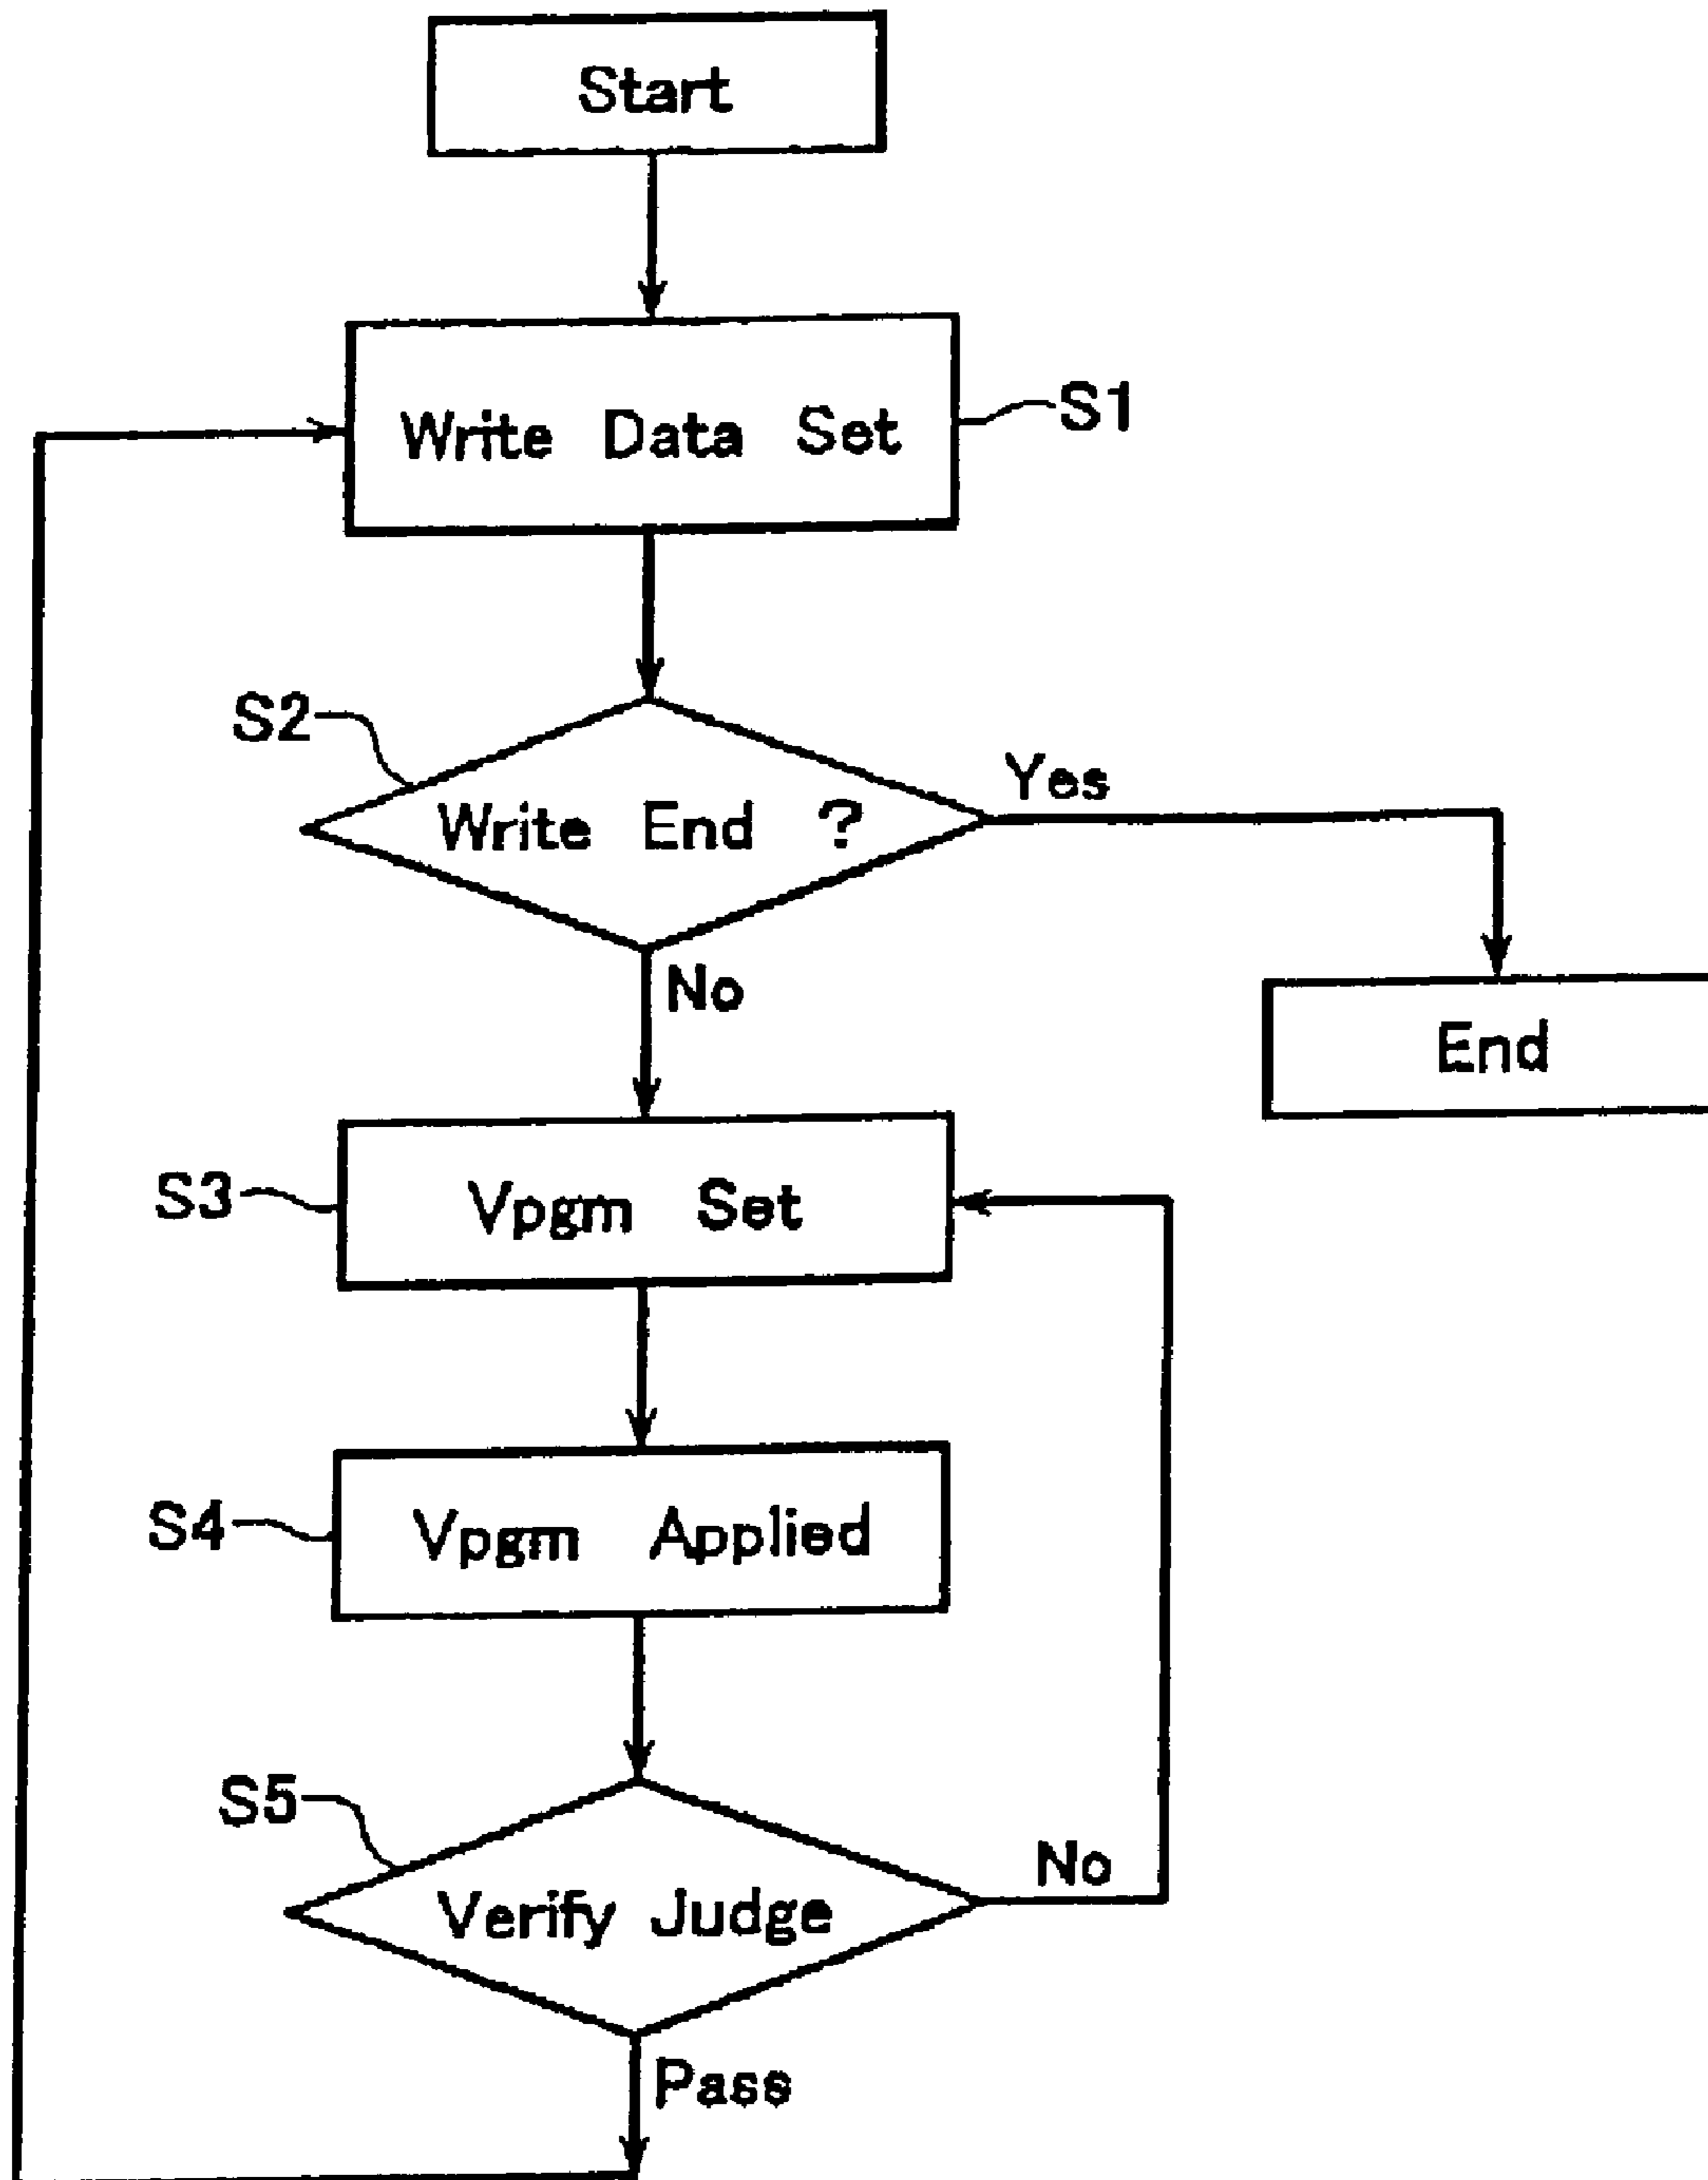 Start
Write Data Set
S1
S2
Write End ?
Yes
No
End
S3
Vpgm Set
S4
Vpgm Applied
S5
Verify Judge
No
Pass